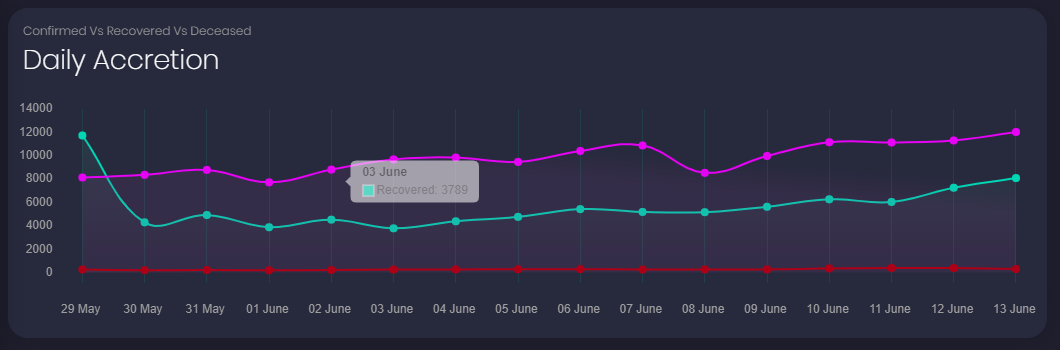 Confirmed Vs Recovered Vs Deceased
Daily Accretion
14000
12000
10000
8000
6000
4000
2000
0
03 June
Recovered: 3789
29 May 30 May 31 May 01 June 02 June 03 June 04 June 05 June 06 June 07 June 08 June 09 June 10 June 11 June 12 June 13 June